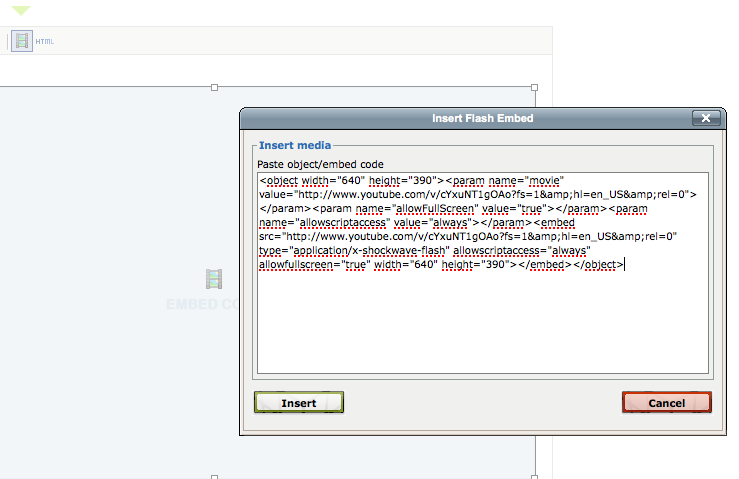 HTML
Insert Flash Embed
Insert media
Paste object/embed code
<object width="640" height="390"><param name="movie"
value="http://www.youtube.com/v/cYxuNT1gOAo?fs=1&amp;hl=en_US&amp;rel=0">
</param><param name="allowFullScreen" value="true"></param><param
name="allowscriptaccess" value="always"></param><embed
src="http://www.youtube.com/v/cYxuNT1gOAo?fs=1&amp;hl=en_US&amp;rel=0"
type="application/x-shockwave-flash" allowscriptaccess="always"
allowfullscreen="true" width="640" height="390"></embed></object>
EMBED CO
Insert
Cancel